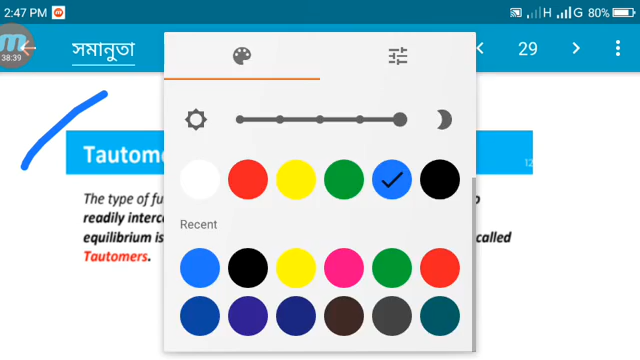 2:47 PM H G 80%
সমানুতা 29
38:39
Tautome
12
The type of fu
readily interc
equilibrium is called
Tautomers.
Recent